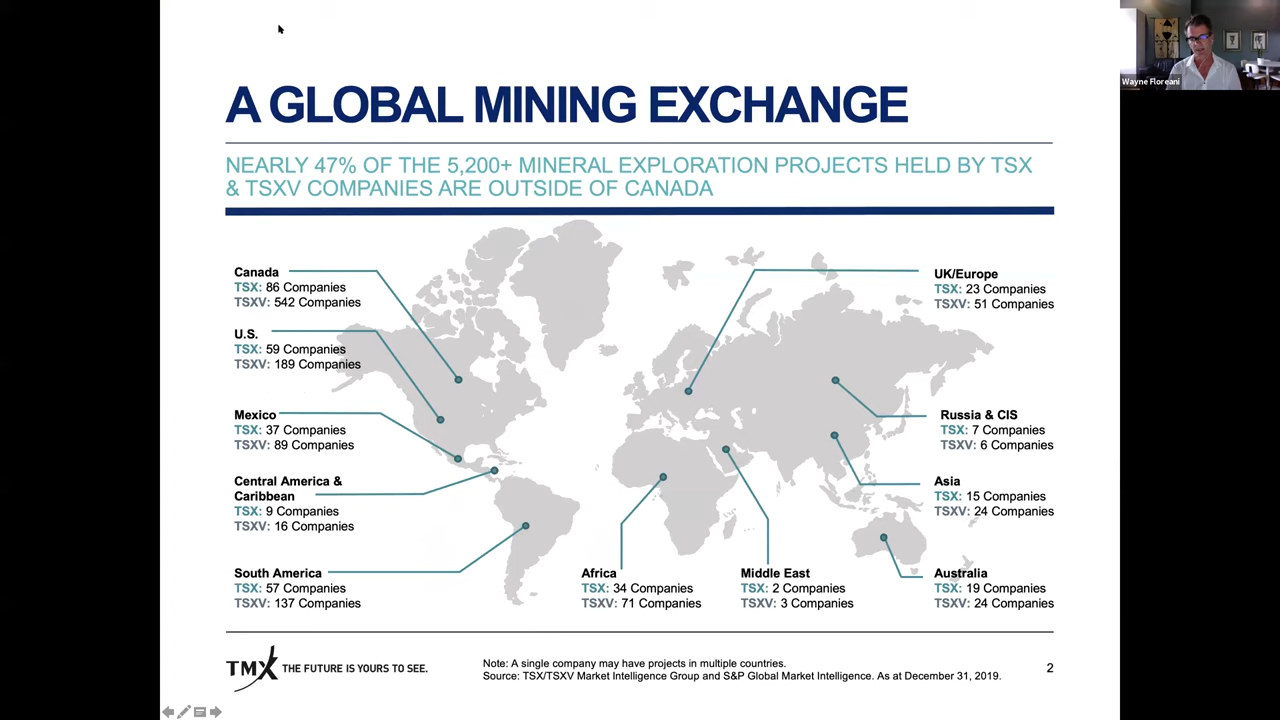 Wayne Floreani
A GLOBAL MINING EXCHANGE
NEARLY 47% OF THE 5,200+ MINERAL EXPLORATION PROJECTS HELD BY TSX
& TSXV COMPANIES ARE OUTSIDE OF CANADA
Canada
TSX: 86 Companies
TSXV: 542 Companies
U.S.
TSX: 59 Companies
TSXV: 189 Companies
Mexico
TSX: 37 Companies
TSXV: 89 Companies
Central America &
Caribbean
TSX: 9 Companies
TSXV: 16 Companies
South America
TSX: 57 Companies
TSXV: 137 Companies
Africa
TSX: 34 Companies
TSXV: 71 Companies
Middle East
TSX: 2 Companies
TSXV: 3 Companies
UK/Europe
TSX: 23 Companies
TSXV: 51 Companies
Russia & CIS
TSX: 7 Companies
TSXV: 6 Companies
Asia
TSX: 15 Companies
TSXV: 24 Companies
Australia
TSX: 19 Companies
TSXV: 24 Companies
TMX THE FUTURE IS YOURS TO SEE.
Note: A single company may have projects in multiple countries.
Source: TSX/TSXV Market Intelligence Group and S&P Global Market Intelligence. As at December 31, 2019.
2